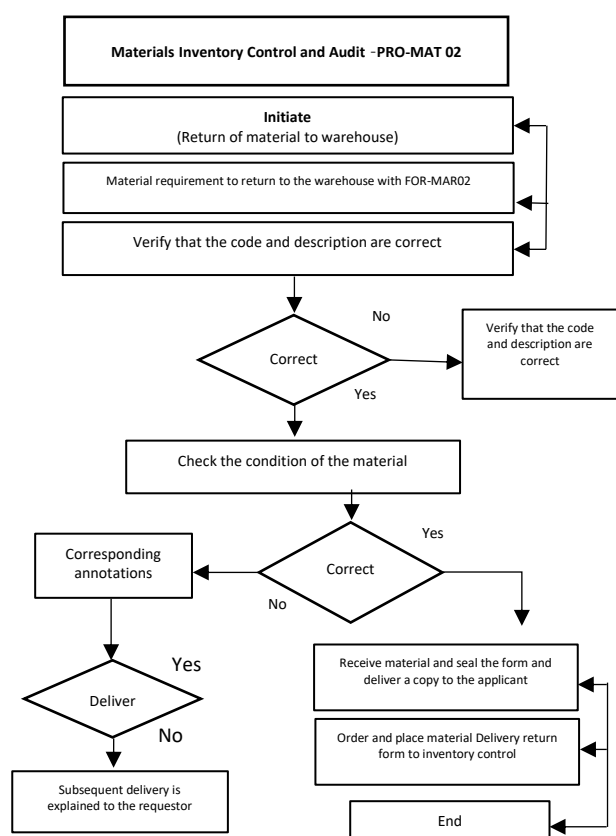 Materials Inventory Control and Audit -PRO-MAT 02
Initiate
(Return of material to warehouse)
Material requirement to return to the warehouse with FOR-MAR02
Verify that the code and description are correct
No
Verify that the code
and description are
correct
Correct
Yes
Check the condition of the material
Yes
Corresponding
annotations
Correct
No
Yes
Receive material and seal the form and
deliver a copy to the applicant
Deliver
No
Order and place material Delivery return
form to inventory control
Subsequent delivery is
explained to the requestor
End